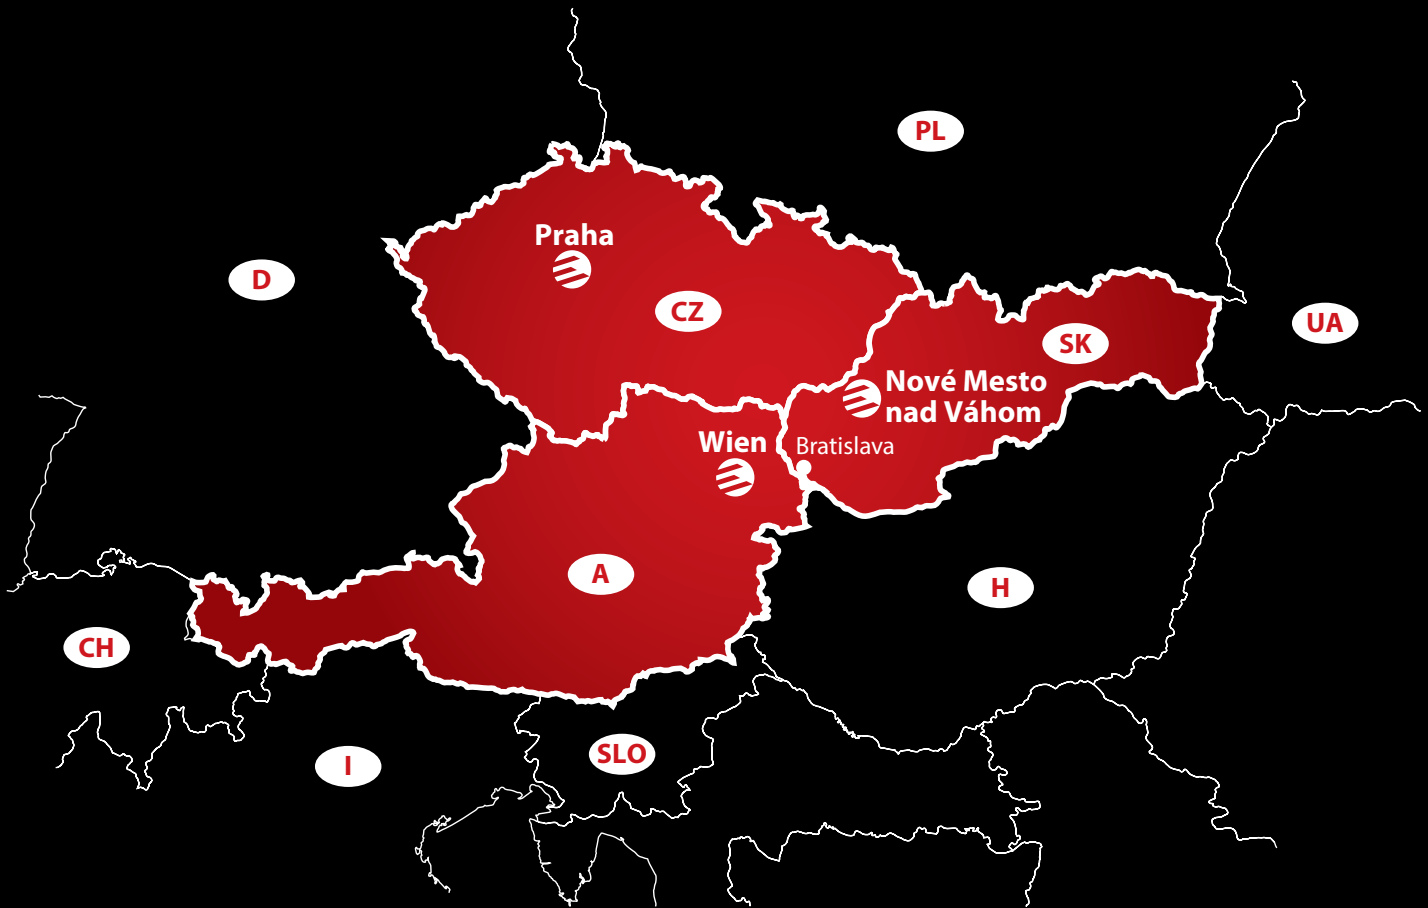 PL
Praha
D
CZ
UA
SK
Nové Mesto
nad Váhom
Wien
Bratislava
A
H
CH
SLO
I